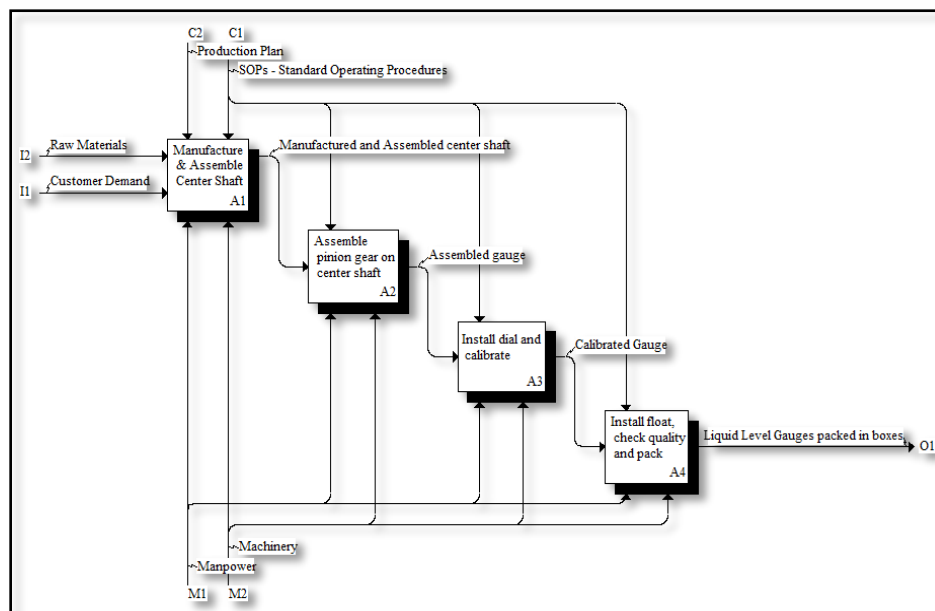 C2 C1
Production Plan
SOPs - Standard Operating Procedures
I2 Raw Materials
Manufacture
& Assemble
Center Shaft
A1
Manufactured and Assembled center shaft
I1 Customer Demand
Assemble
pinion gear on
center shaft
A2
Assembled gauge
Install dial and
calibrate
A3
Calibrated Gauge
Install float,
check quality
and pack
A4
Liquid Level Gauges packed in boxes
O1
Machinery
Manpower
M1 M2